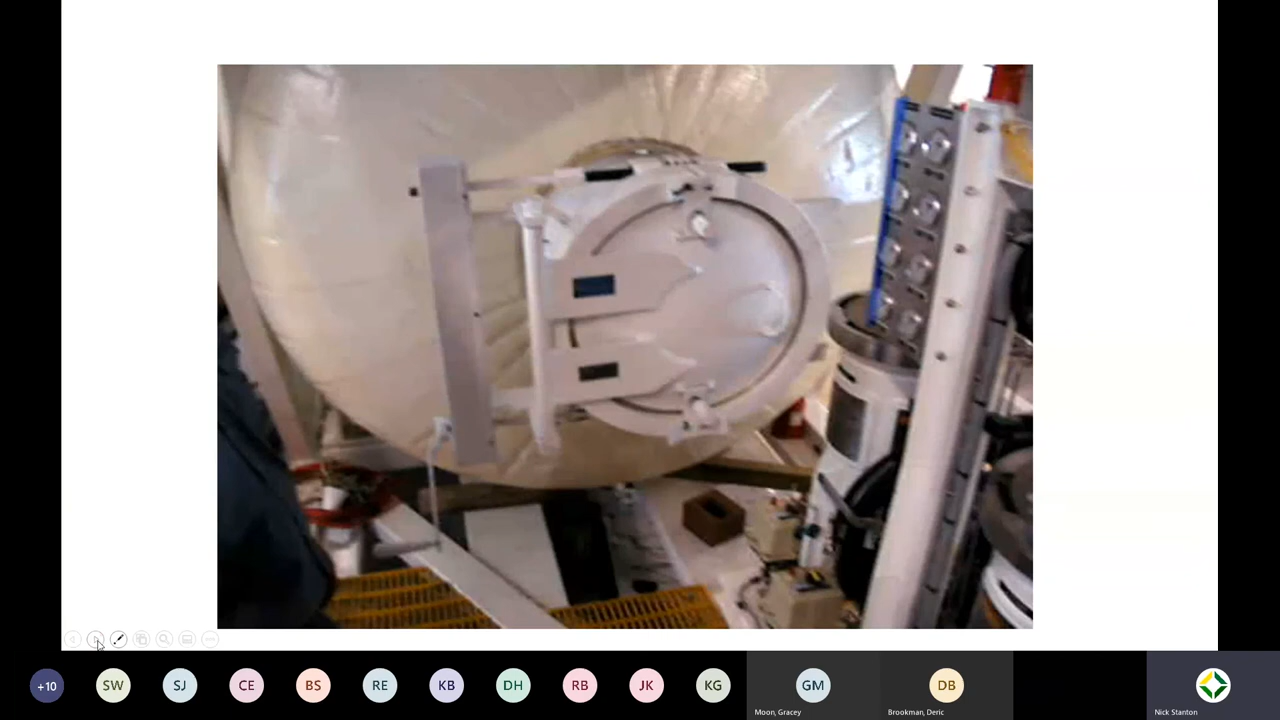 +10
SW
SJ
CE
BS
RE
KB
DH
RB
JK
KG
GM
DB
Moon, Gracey
Brookman, Deric
Nick Stanton